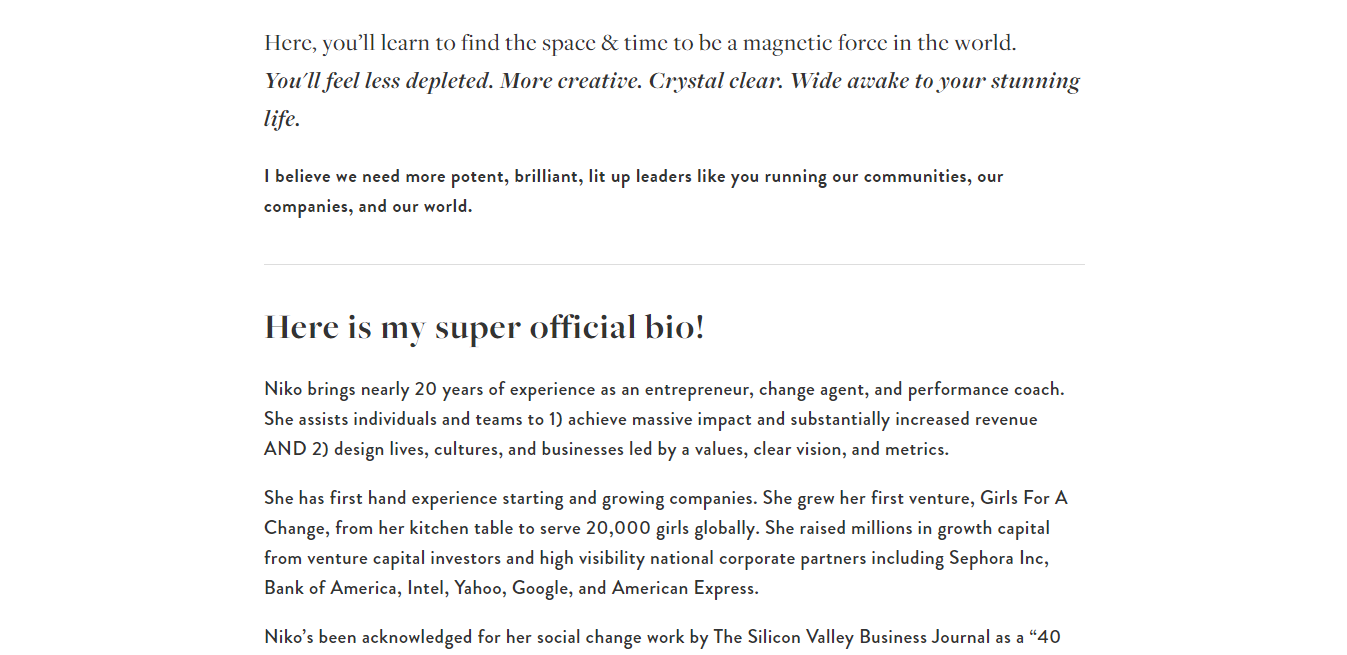 Here, you’ll learn to find the space & time to be a magnetic force in the world.
You’ll feel less depleted. More creative. Crystal clear. Wide awake to your stunning
life.
I believe we need more potent, brilliant, lit up leaders like you running our communities, our
companies, and our world.
Here is my super official bio!
Niko brings nearly 20 years of experience as an entrepreneur, change agent, and performance coach.
She assists individuals and teams to 1) achieve massive impact and substantially increased revenue
AND 2) design lives, cultures, and businesses led by a values, clear vision, and metrics.
She has first hand experience starting and growing companies. She grew her first venture, Girls For A
Change, from her kitchen table to serve 20,000 girls globally. She raised millions in growth capital
from venture capital investors and high visibility national corporate partners including Sephora Inc,
Bank of America, Intel, Yahoo, Google, and American Express.
Niko’s been acknowledged for her social change work by The Silicon Valley Business Journal as a “40